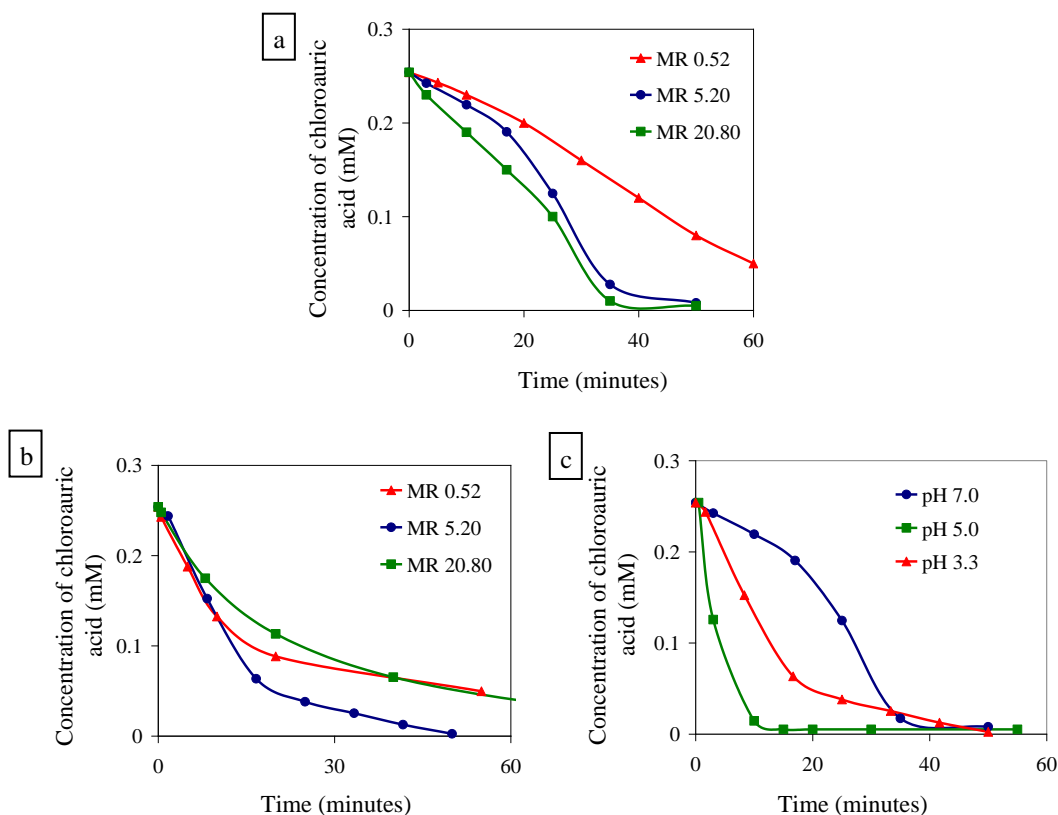 a
Concentration of chloroauric
acid (mM)
0.3
0.2
0.1
0
MR 0.52
MR 5.20
MR 20.80
0 20 40 60
Time (minutes)
b
Concentration of chloroauric
acid (mM)
0.3
0.2
0.1
0
MR 0.52
MR 5.20
MR 20.80
0 30 60
Time (minutes)
c
Concentration of chloroauric
acid (mM)
0.3
0.2
0.1
0
pH 7.0
pH 5.0
pH 3.3
0 20 40 60
Time (minutes)